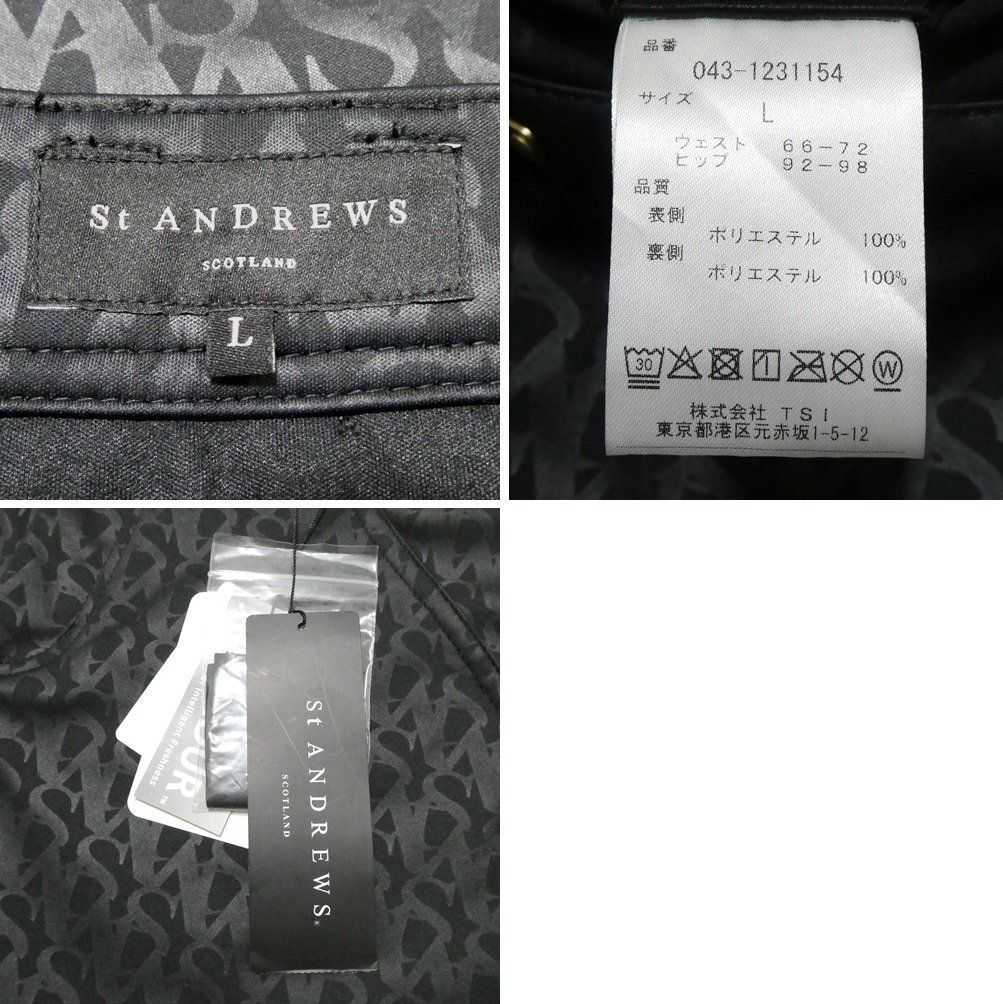 St ANDREWS
SCOTLAND
L
品番
043-1231154
サイズ
L
ウェスト 66-72
ヒップ 92-98
品質
表側
ポリエステル 100%
裏側
ポリエステル 100%
30
W
株式会社 TSI
東京都港区元赤坂1-5-12
St ANDREWS
SCOTLAND
Intelligent Freshness